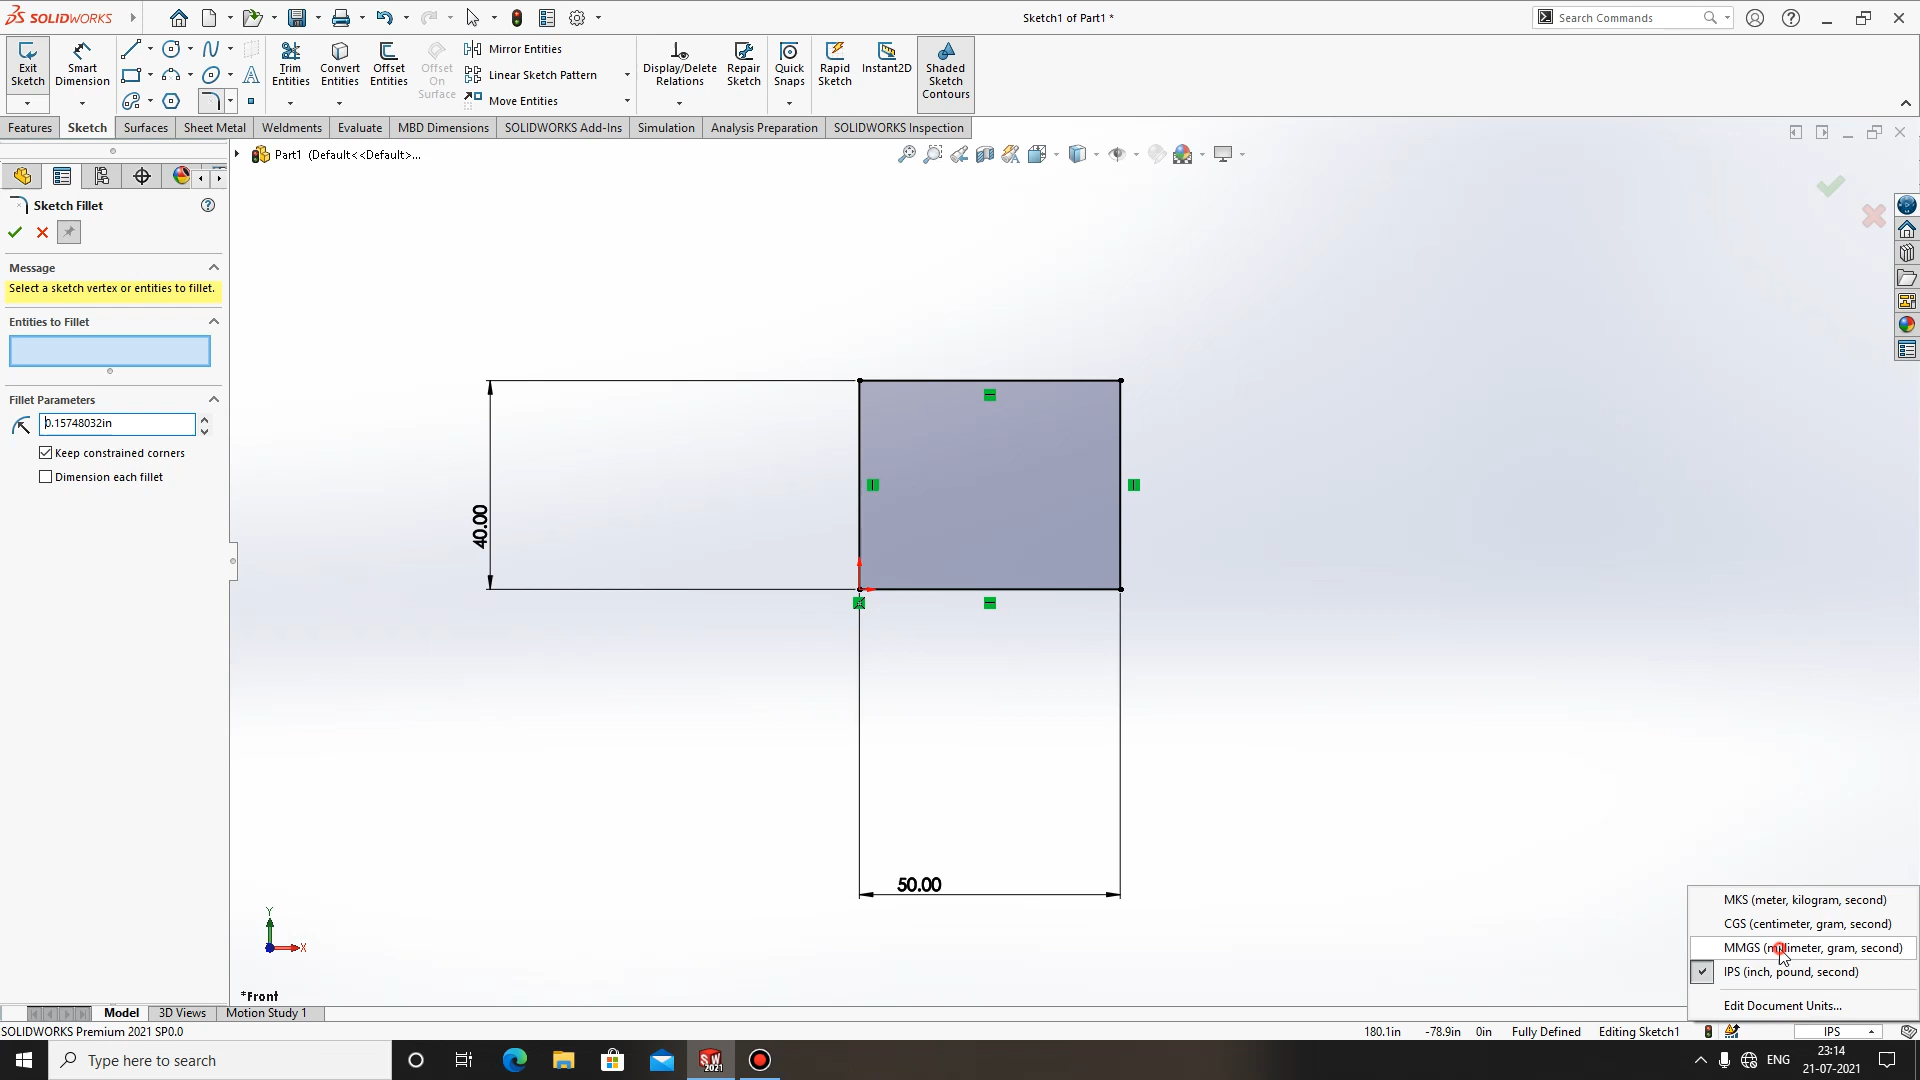 SOLIDWORKS
Sketch1 of Part1 *
Search Commands
Exit Sketch
Smart Dimension
Trim Entities
Convert Entities
Offset Entities
Offset On Surface
Mirror Entities
Linear Sketch Pattern
Move Entities
Display/Delete Relations
Repair Sketch
Quick Snaps
Rapid Sketch
Instant2D
Shaded Sketch Contours
Features
Sketch
Surfaces
Sheet Metal
Weldments
Evaluate
MBD Dimensions
SOLIDWORKS Add-Ins
Simulation
Analysis Preparation
SOLIDWORKS Inspection
Part1 (Default<<Default>...
Sketch Fillet
Message
Select a sketch vertex or entities to fillet.
Entities to Fillet
Fillet Parameters
0.15748032in
Keep constrained corners
Dimension each fillet
40.00
50.00
Y
X
*Front
MKS (meter, kilogram, second)
CGS (centimeter, gram, second)
MMGS (millimeter, gram, second)
IPS (inch, pound, second)
Edit Document Units...
Model
3D Views
Motion Study 1
SOLIDWORKS Premium 2021 SP0.0
180.1in
-78.9in
0in
Fully Defined
Editing Sketch1
IPS
Type here to search
SW 2021
ENG
23:14
21-07-2021